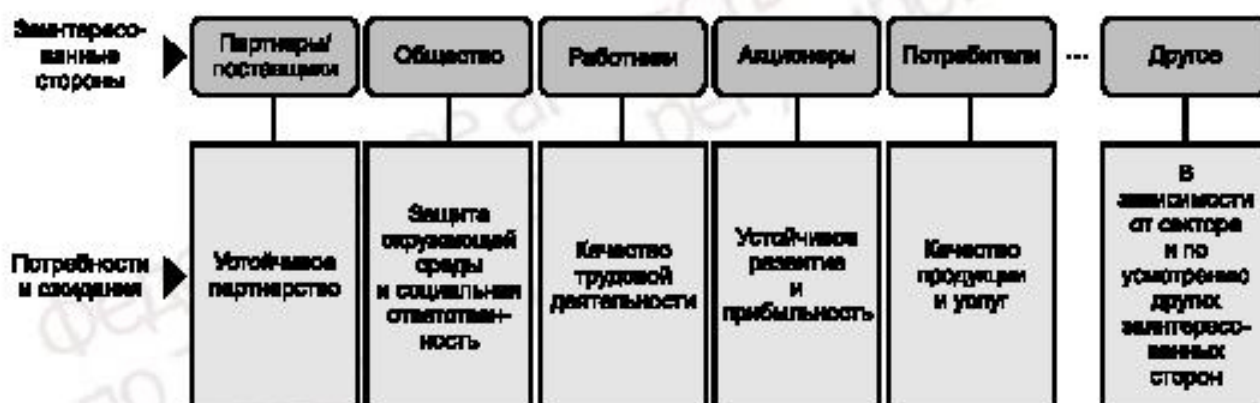 Заинтересо-
ванные
стороны
Партнеры/
поставщики
Общество
Работники
Акционеры
Потребители
...
Другое
Потребности
и ожидания
Устойчивое
партнерство
Защита
окружающей
среды
и социальная
ответствен-
ность
Качество
трудовой
деятельности
Устойчивое
развитие
и
прибыльность
Качество
продукции
и услуг
В
зависимости
от сектора
и по
усмотрению
других
заинтересо-
ванных
сторон